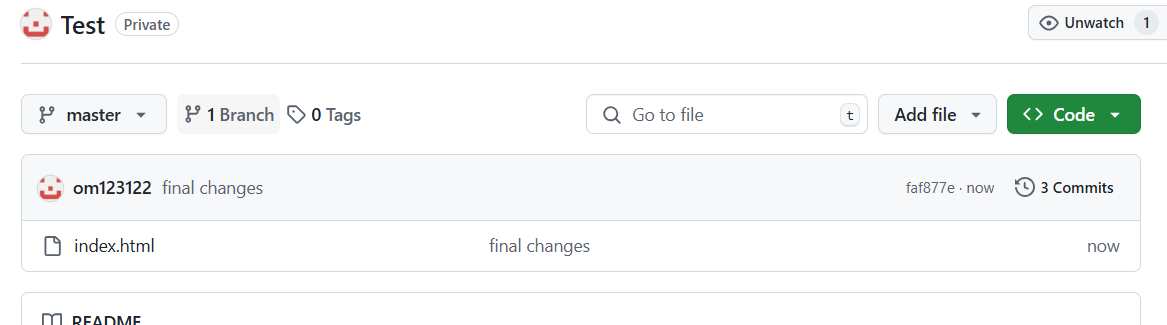 Test Private Unwatch 1
master 1 Branch 0 Tags Go to file t Add file Code
om123122 final changes faf877e · now 3 Commits
index.html final changes now
README